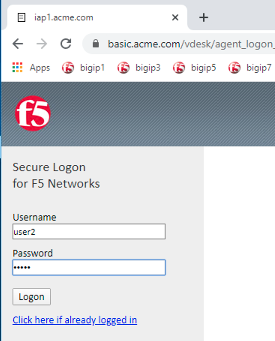 iap1.acme.com
basic.acme.com/vdesk/agent_logon_
Apps bigip1 bigip3 bigip5 bigip7
f5
Secure Logon
for F5 Networks
Username
user2
Password
•••••
Logon
Click here if already logged in